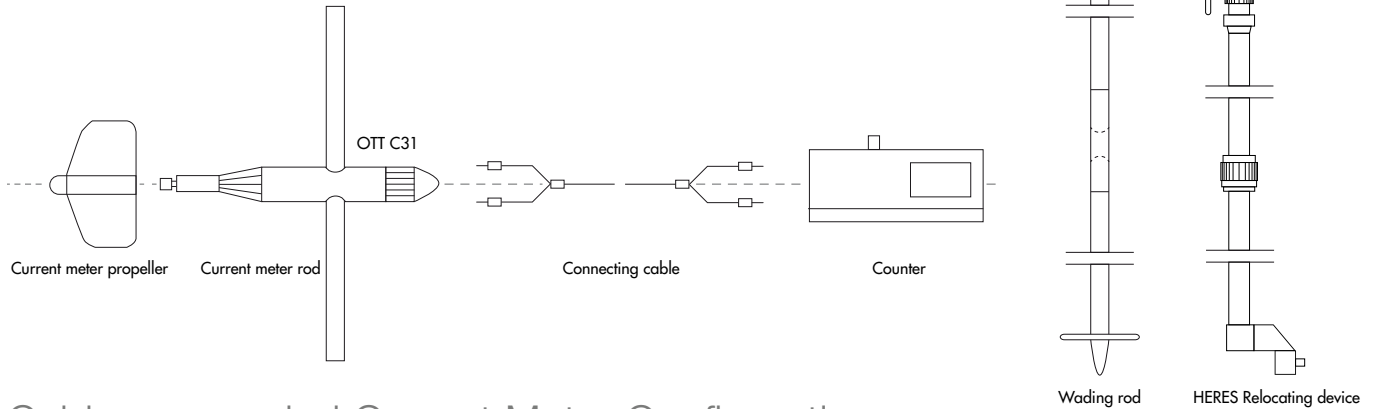 OTT C31
Current meter propeller
Current meter rod
Connecting cable
Counter
Wading rod
HERES Relocating device